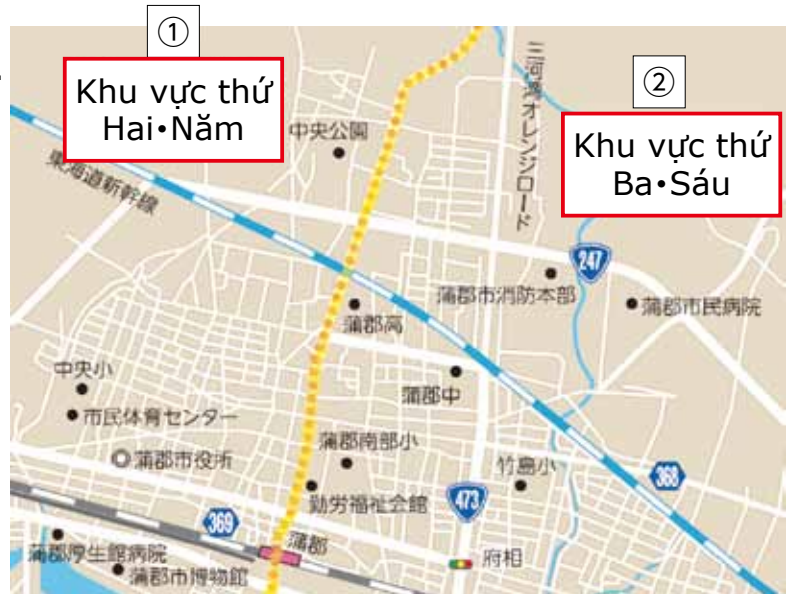 ①
Khu vực thứ
Hai•Năm
②
Khu vực thứ
Ba•Sáu
中央公園
三河湾オレンジロード
東海道新幹線
247
蒲郡市消防本部
蒲郡市民病院
蒲郡高
中央小
蒲郡中
市民体育センター
蒲郡南部小
蒲郡市役所
竹島小
368
勤労福祉会館
473
369
蒲郡
府相
蒲郡厚生館病院
蒲郡市博物館